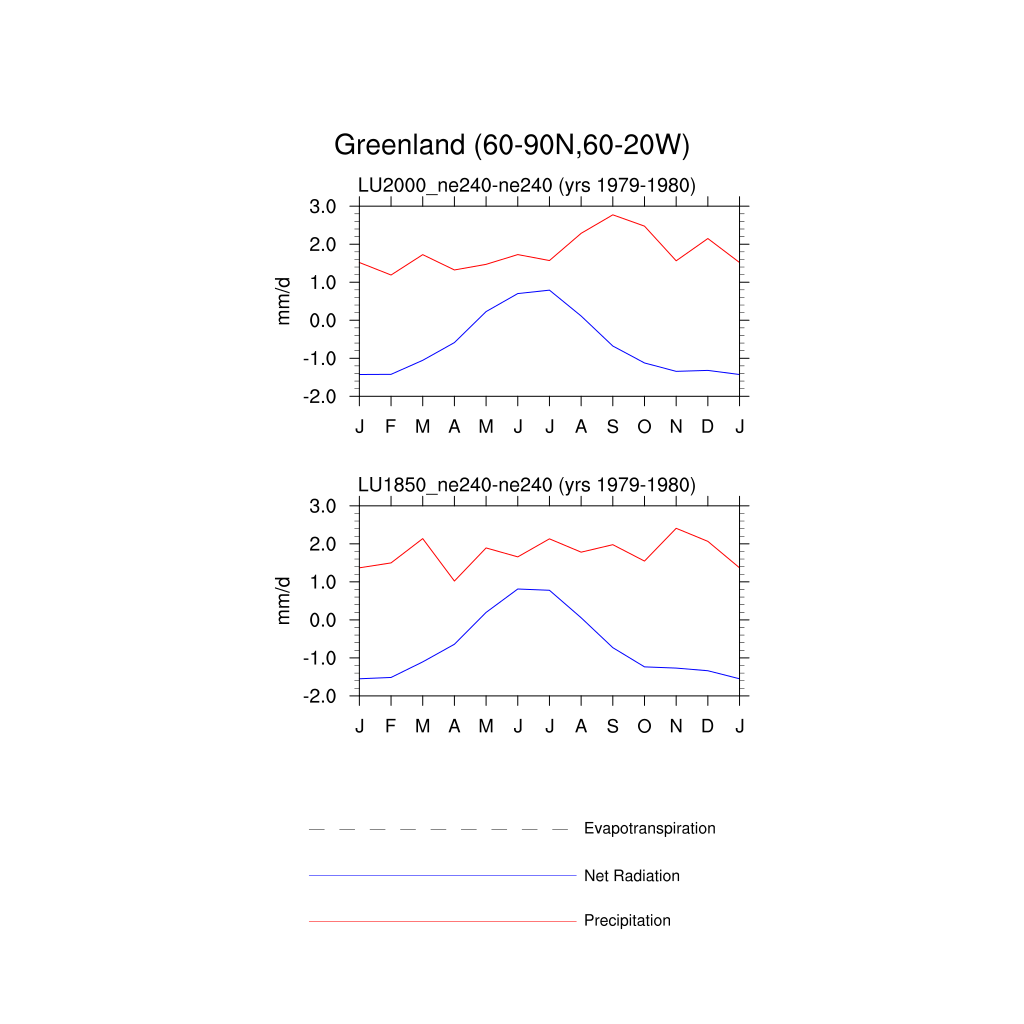 Greenland (60-90N,60-20W)
LU2000_ne240-ne240 (yrs 1979-1980)
3.0
2.0
1.0
0.0
-1.0
-2.0
mm/d
J F M A M J J A S O N D J
LU1850_ne240-ne240 (yrs 1979-1980)
3.0
2.0
1.0
0.0
-1.0
-2.0
mm/d
J F M A M J J A S O N D J
Evapotranspiration
Net Radiation
Precipitation